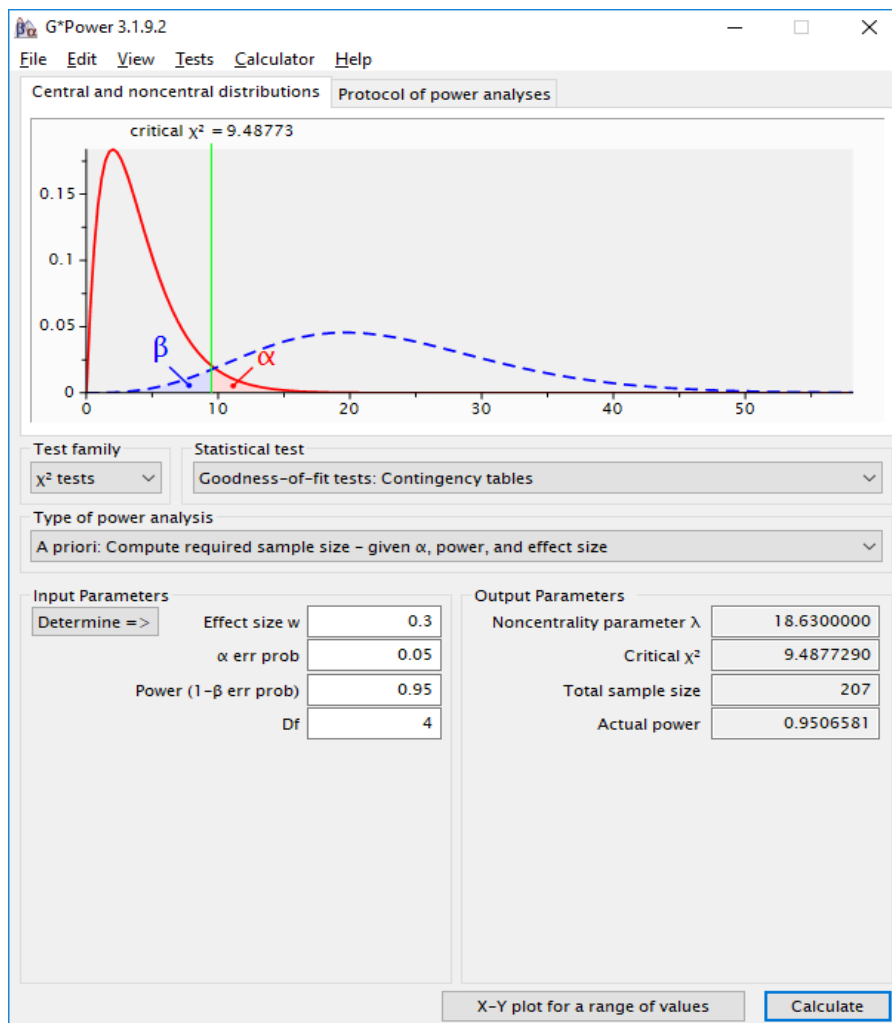 βα G*Power 3.1.9.2
File Edit View Tests Calculator Help
Central and noncentral distributions Protocol of power analyses
critical χ² = 9.48773
0.15
0.1
0.05
0
β α
0 10 20 30 40 50
Test family Statistical test
χ² tests Goodness-of-fit tests: Contingency tables
Type of power analysis
A priori: Compute required sample size - given α, power, and effect size
Input Parameters
Determine => Effect size w 0.3
α err prob 0.05
Power (1-β err prob) 0.95
Df 4
Output Parameters
Noncentrality parameter λ 18.6300000
Critical χ² 9.4877290
Total sample size 207
Actual power 0.9506581
X-Y plot for a range of values Calculate